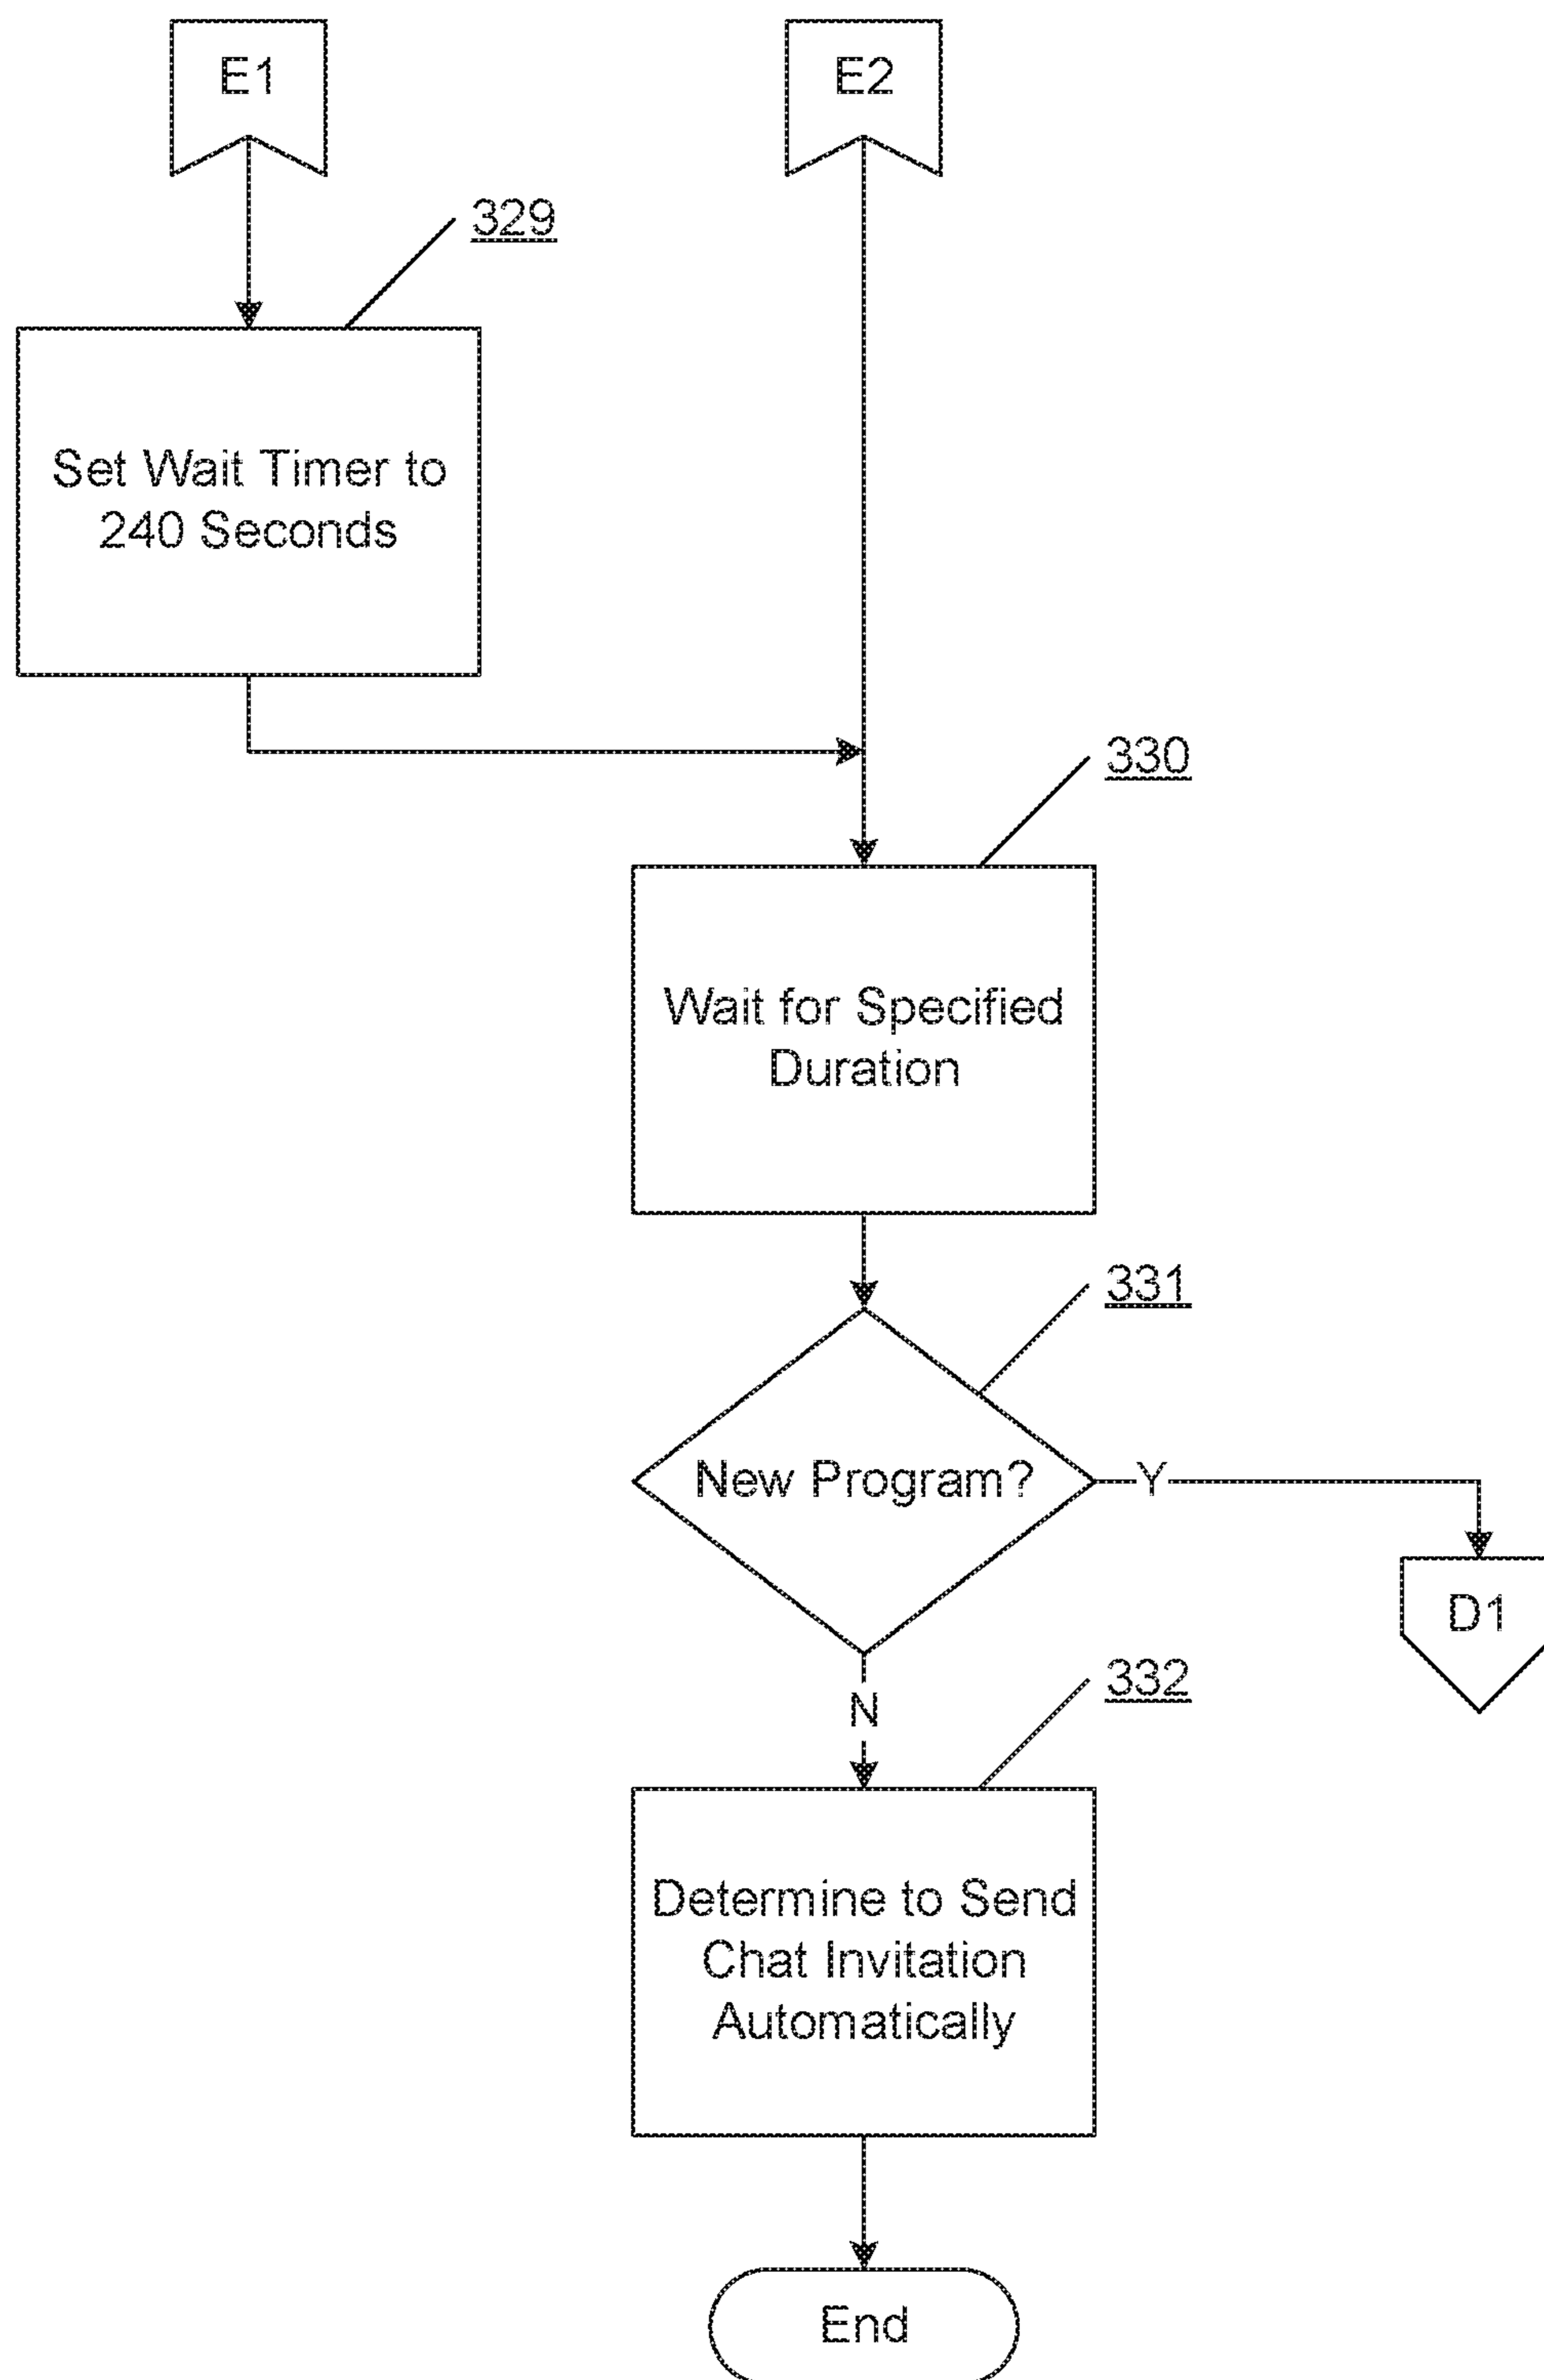 E1
E2
329
Set Wait Timer to
240 Seconds
330
Wait for Specified
Duration
331
New Program?
Y
D1
N
332
Determine to Send
Chat Invitation
Automatically
End